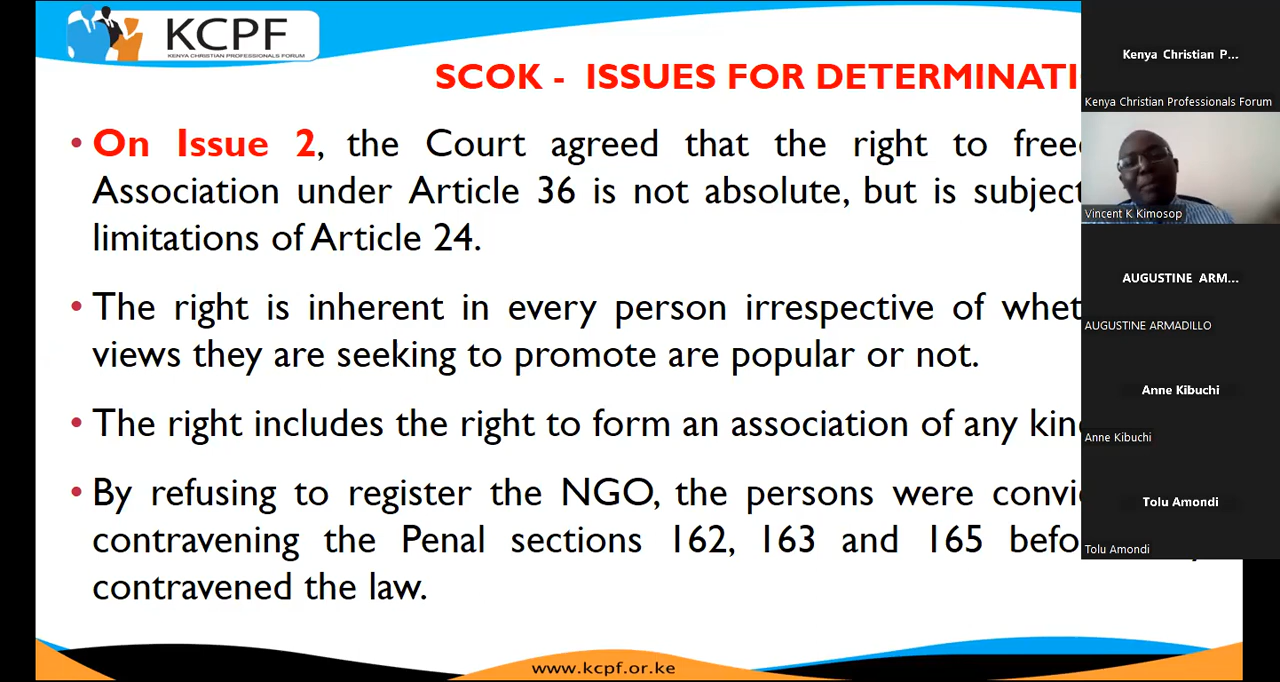 KCPF
KENYA CHRISTIAN PROFESSIONALS FORUM
SCOK - ISSUES FOR DETERMINATI
• On Issue 2, the Court agreed that the right to free
Association under Article 36 is not absolute, but is subject
limitations of Article 24.
• The right is inherent in every person irrespective of whet
views they are seeking to promote are popular or not.
• The right includes the right to form an association of any kin
• By refusing to register the NGO, the persons were convi
contravening the Penal sections 162, 163 and 165 befo
contravened the law.
www.kcpf.or.ke
Kenya Christian P...
Kenya Christian Professionals Forum
Vincent K Kimosop
AUGUSTINE ARM...
AUGUSTINE ARMADILLO
Anne Kibuchi
Anne Kibuchi
Tolu Amondi
Tolu Amondi